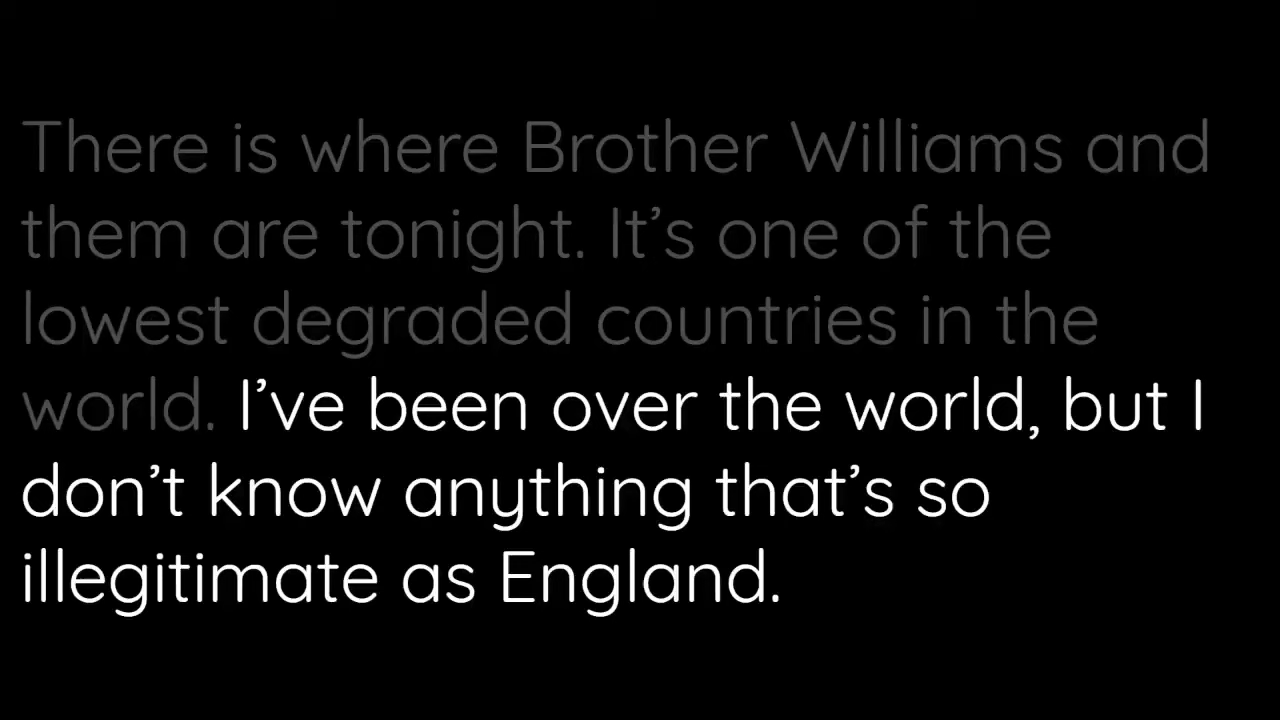 There is where Brother Williams and
them are tonight. It’s one of the
lowest degraded countries in the
world. I’ve been over the world, but I
don’t know anything that’s so
illegitimate as England.